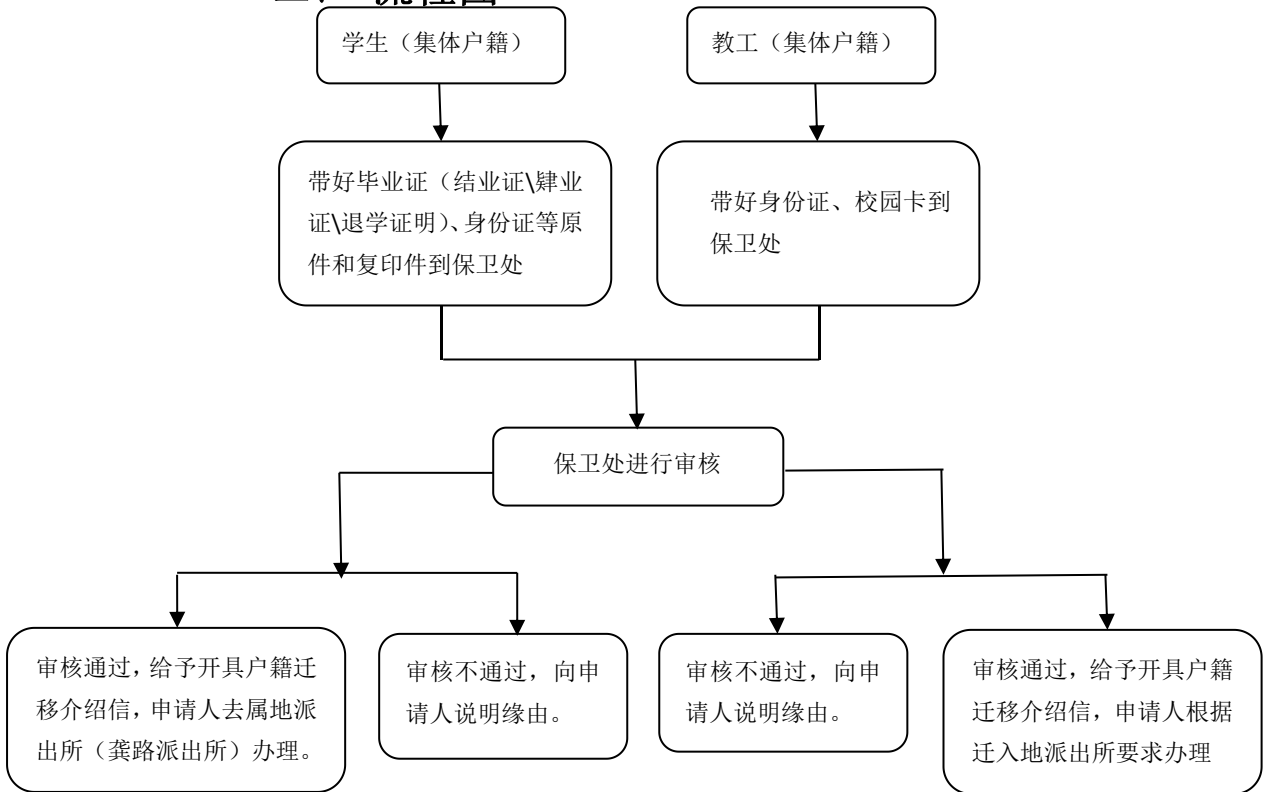 学生（集体户籍）
教工（集体户籍）
带好毕业证（结业证\肄业
证\退学证明）、身份证等原
件和复印件到保卫处
带好身份证、校园卡到
保卫处
保卫处进行审核
审核通过，给予开具户籍迁
移介绍信，申请人去属地派
出所（龚路派出所）办理。
审核不通过，向申
请人说明缘由。
审核不通过，向申
请人说明缘由。
审核通过，给予开具户籍
迁移介绍信，申请人根据
迁入地派出所要求办理